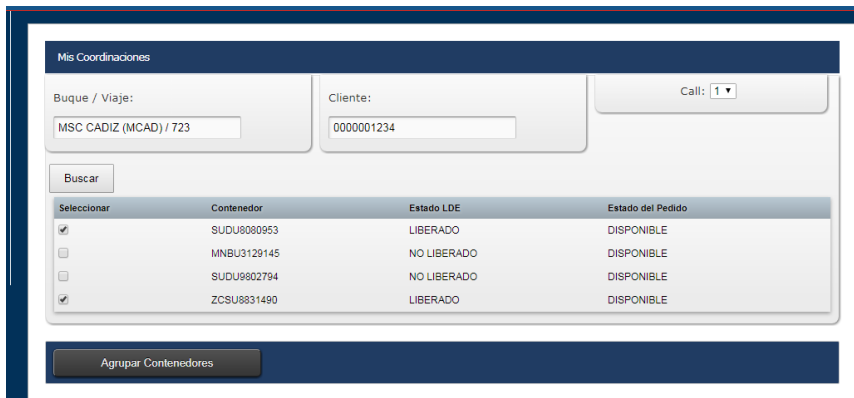 Mis Coordinaciones
Buque / Viaje: Cliente: Call: 1
MSC CADIZ (MCAD) / 723 0000001234
Buscar
Seleccionar Contenedor Estado LDE Estado del Pedido
SUDU8080953 LIBERADO DISPONIBLE
MNBU3129145 NO LIBERADO DISPONIBLE
SUDU9802794 NO LIBERADO DISPONIBLE
ZCSU8831490 LIBERADO DISPONIBLE
Agrupar Contenedores